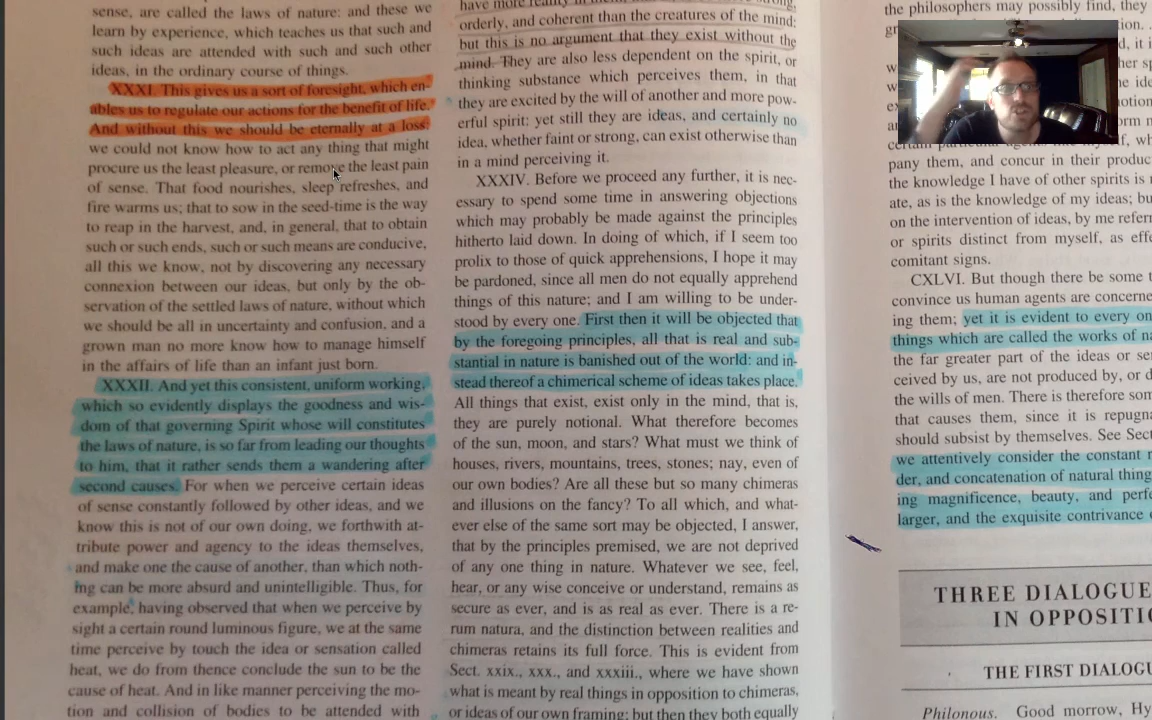 sense, are called the laws of nature: and these we
learn by experience, which teaches us that such and
such ideas are attended with such and such other
ideas, in the ordinary course of things.
XXXI. This gives us a sort of foresight, which en-
ables us to regulate our actions for the benefit of life.
And without this we should be eternally at a loss:
we could not know how to act any thing that might
procure us the least pleasure, or remove the least pain
of sense. That food nourishes, sleep refreshes, and
fire warms us; that to sow in the seed-time is the way
to reap in the harvest, and, in general, that to obtain
such or such ends, such or such means are conducive,
all this we know, not by discovering any necessary
connexion between our ideas, but only by the ob-
servation of the settled laws of nature, without which
we should be all in uncertainty and confusion, and a
grown man no more know how to manage himself
in the affairs of life than an infant just born.
XXXII. And yet this consistent, uniform working,
which so evidently displays the goodness and wis-
dom of that governing Spirit whose will constitutes
the laws of nature, is so far from leading our thoughts
to him, that it rather sends them a wandering after
second causes. For when we perceive certain ideas
of sense constantly followed by other ideas, and we
know this is not of our own doing, we forthwith at-
tribute power and agency to the ideas themselves,
and make one the cause of another, than which noth-
ing can be more absurd and unintelligible. Thus, for
example, having observed that when we perceive by
sight a certain round luminous figure, we at the same
time perceive by touch the idea or sensation called
heat, we do from thence conclude the sun to be the
cause of heat. And in like manner perceiving the mo-
tion and collision of bodies to be attended with
have more reality in them
orderly, and coherent than the creatures of the mind;
but this is no argument that they exist without the
mind. They are also less dependent on the spirit, or
thinking substance which perceives them, in that
they are excited by the will of another and more pow-
erful spirit: yet still they are ideas, and certainly no
idea, whether faint or strong, can exist otherwise than
in a mind perceiving it.
XXXIV. Before we proceed any further, it is nec-
essary to spend some time in answering objections
which may probably be made against the principles
hitherto laid down. In doing of which, if I seem too
prolix to those of quick apprehensions, I hope it may
be pardoned, since all men do not equally apprehend
things of this nature; and I am willing to be under-
stood by every one. First then it will be objected that
by the foregoing principles, all that is real and sub-
stantial in nature is banished out of the world: and in-
stead thereof a chimerical scheme of ideas takes place.
All things that exist, exist only in the mind, that is,
they are purely notional. What therefore becomes
of the sun, moon, and stars? What must we think of
houses, rivers, mountains, trees, stones; nay, even of
our own bodies? Are all these but so many chimeras
and illusions on the fancy? To all which, and what-
ever else of the same sort may be objected, I answer,
that by the principles premised, we are not deprived
of any one thing in nature. Whatever we see, feel,
hear, or any wise conceive or understand, remains as
secure as ever, and is as real as ever. There is a re-
rum natura, and the distinction between realities and
chimeras retains its full force. This is evident from
Sect. xxix., xxx., and xxxiii., where we have shown
what is meant by real things in opposition to chimeras,
or ideas of our own framing; but then they both equally
the philosophers may possibly find, they
pany them, and concur in their produc
the knowledge I have of other spirits is
ate, as is the knowledge of my ideas; bu
on the intervention of ideas, by me refer
or spirits distinct from myself, as effe
comitant signs.
CXLVI. But though there be some t
convince us human agents are concerne
ing them; yet it is evident to every on
things which are called the works of na
the far greater part of the ideas or se
ceived by us, are not produced by, or d
the wills of men. There is therefore som
that causes them, since it is repugna
should subsist by themselves. See Sect
we attentively consider the constant r
der, and concatenation of natural thing
ing magnificence, beauty, and perfe
larger, and the exquisite contrivance
THREE DIALOGUE
IN OPPOSITIO
THE FIRST DIALOGU
Philonous. Good morrow, Hy